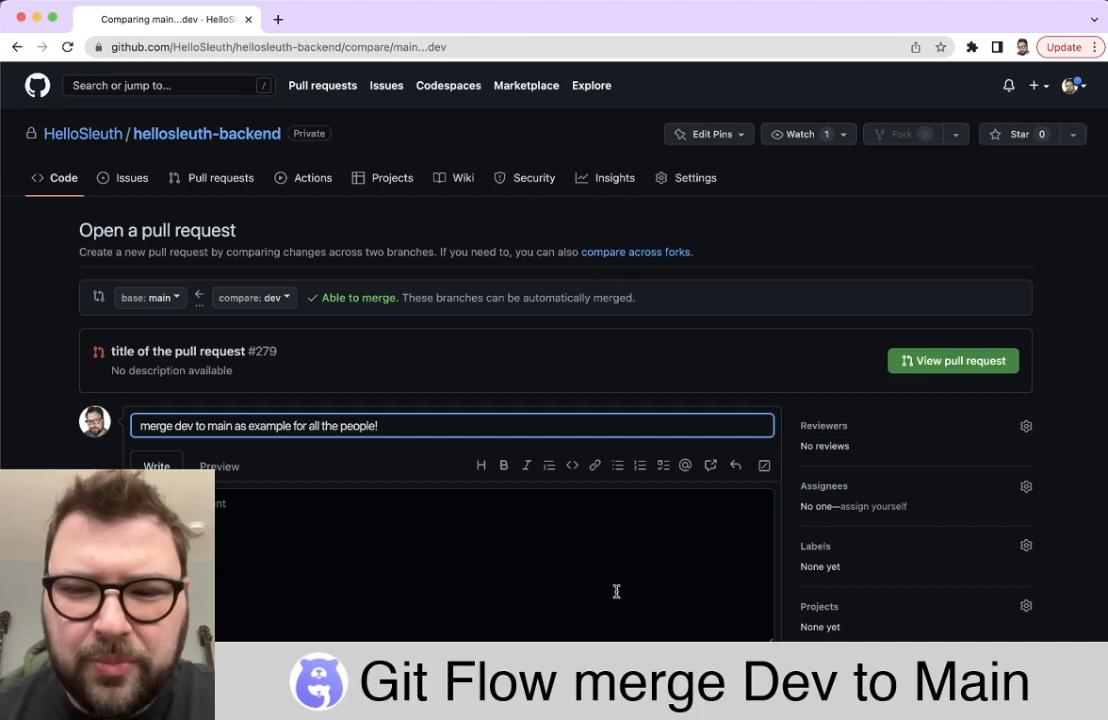 Comparing main...dev · HelloSl
github.com/HelloSleuth/hellosleuth-backend/compare/main...dev
Update
Search or jump to... /
Pull requests Issues Codespaces Marketplace Explore
HelloSleuth / hellosleuth-backend Private
Edit Pins Watch 1 Fork 0 Star 0
Code Issues Pull requests Actions Projects Wiki Security Insights Settings
Open a pull request
Create a new pull request by comparing changes across two branches. If you need to, you can also compare across forks.
base: main ... compare: dev Able to merge. These branches can be automatically merged.
title of the pull request #279
No description available
View pull request
merge dev to main as example for all the people!
Write Preview
nt
Reviewers
No reviews
Assignees
No one—assign yourself
Labels
None yet
Projects
None yet
Git Flow merge Dev to Main